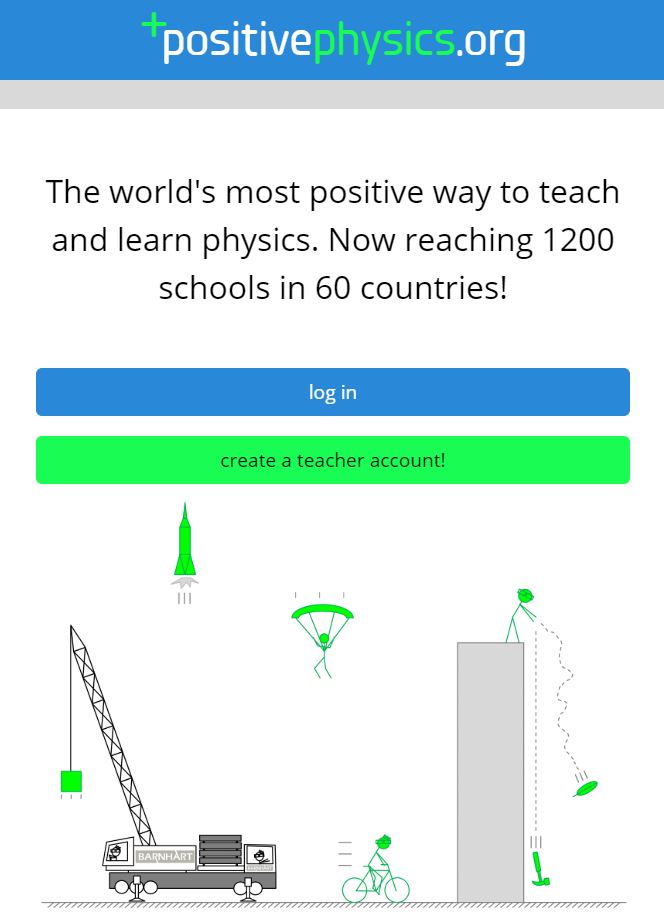 +positivephysics.org
The world's most positive way to teach
and learn physics. Now reaching 1200
schools in 60 countries!
log in
create a teacher account!
BARNHART